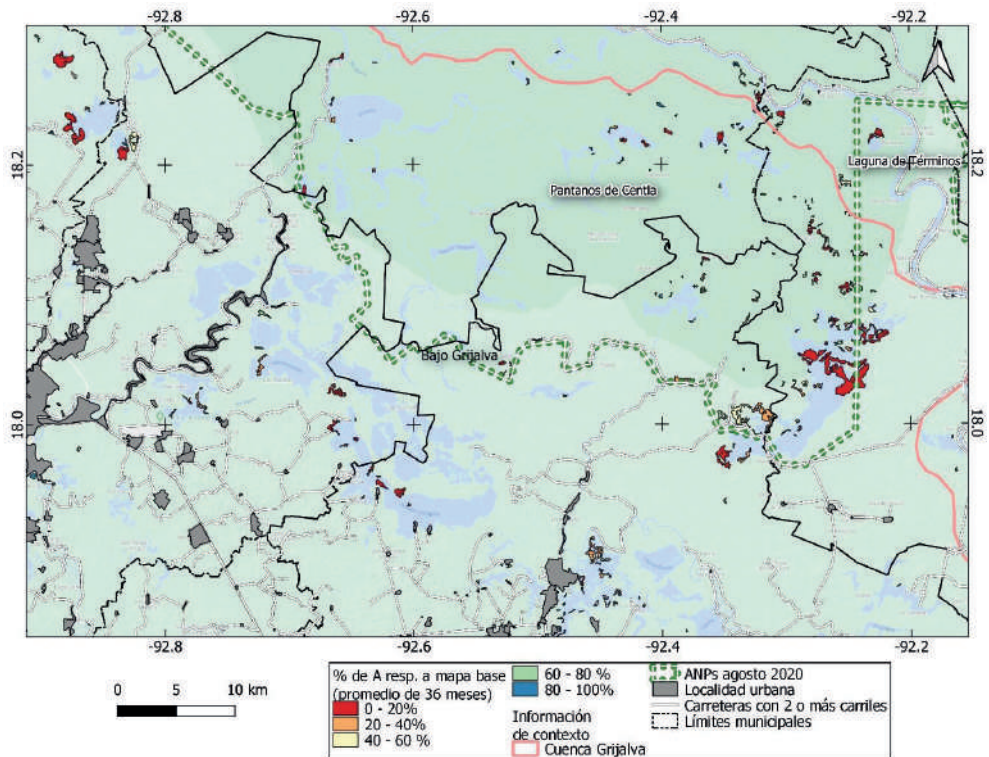 -92.8
-92.6
-92.4
-92.2
18.2
18.2
Laguna de Términos
Pantanos de Centla
Bajo Grijalva
18.0
18.0
-92.8
-92.6
-92.4
-92.2
0 5 10 km
% de A resp. a mapa base
(promedio de 36 meses)
0 - 20%
20 - 40%
40 - 60 %
60 - 80 %
80 - 100%
Información
de contexto
Cuenca Grijalva
ANPs agosto 2020
Localidad urbana
Carreteras con 2 o más carriles
Límites municipales